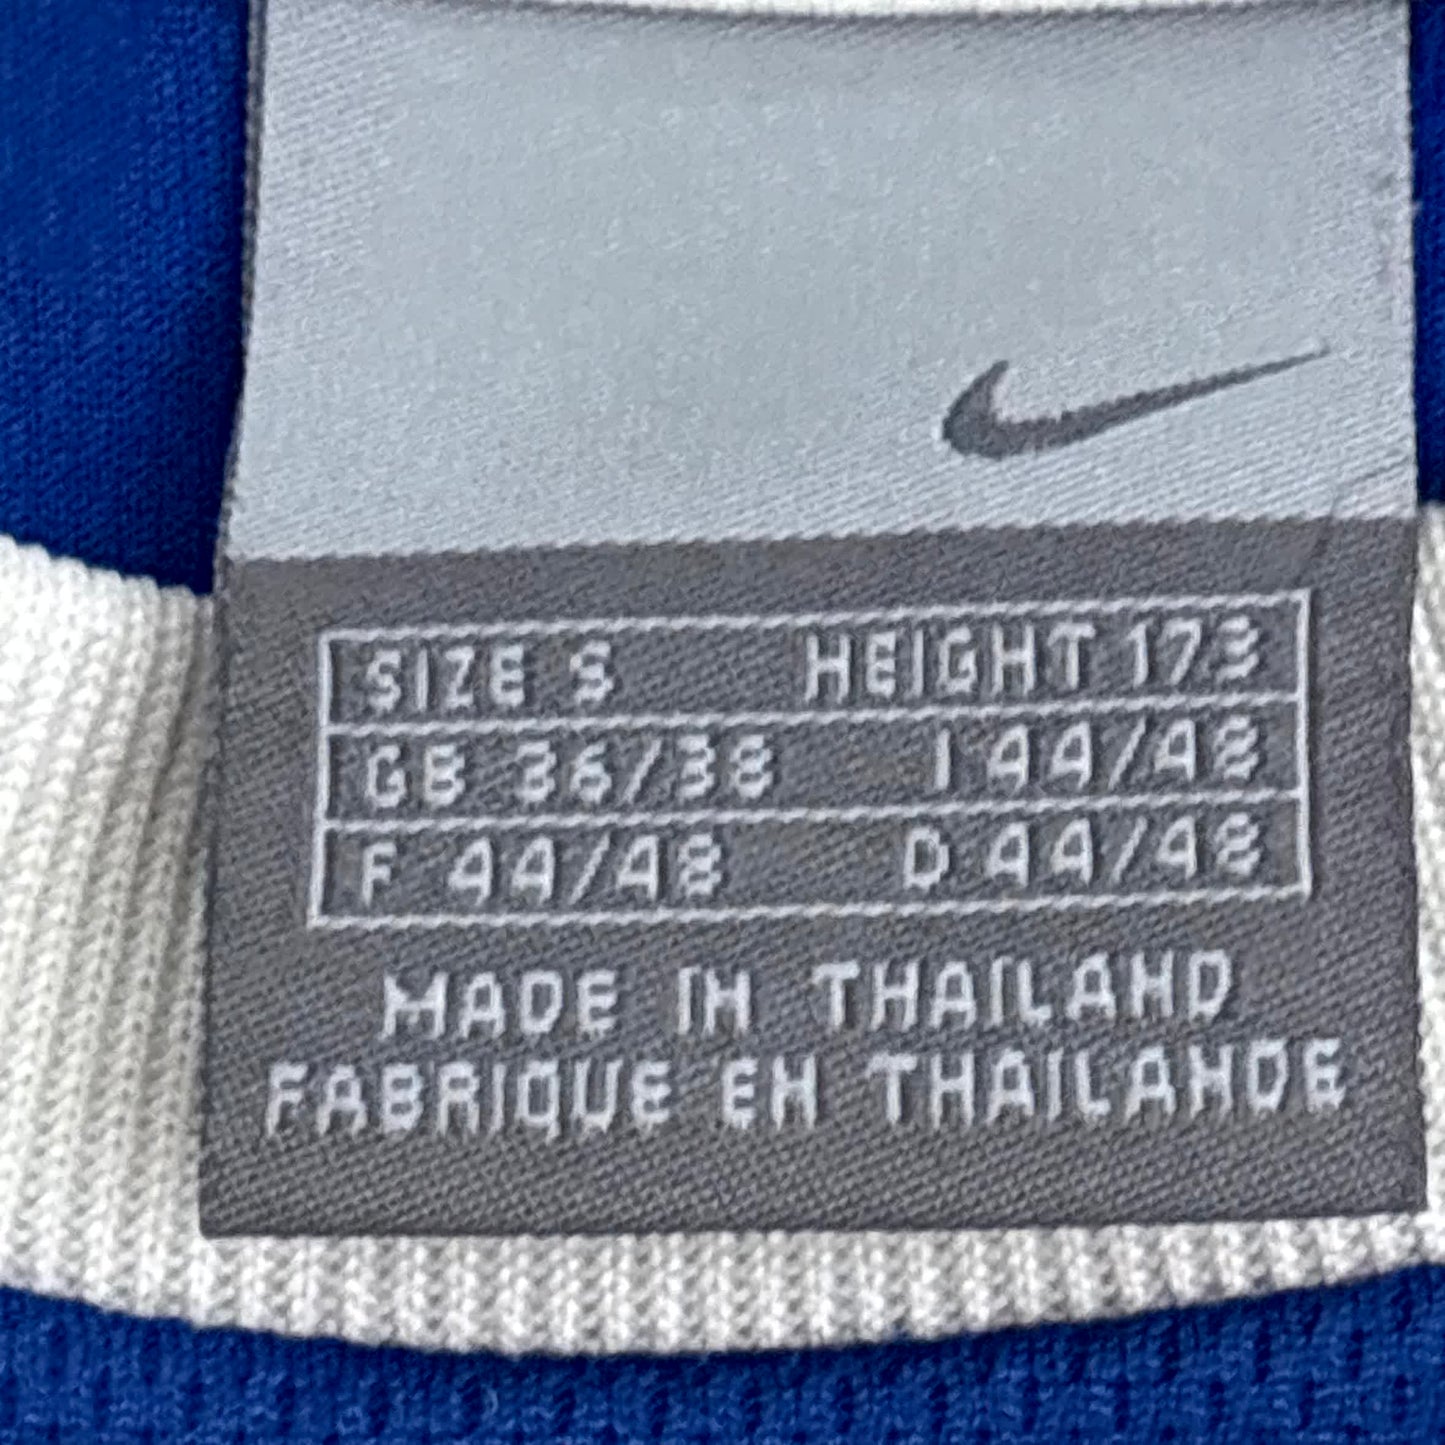 SIZE S HEIGHT 173
GB 36/38 I 44/48
F 44/48 D 44/48
MADE IN THAILAND
FABRIQUE EN THAILANDE